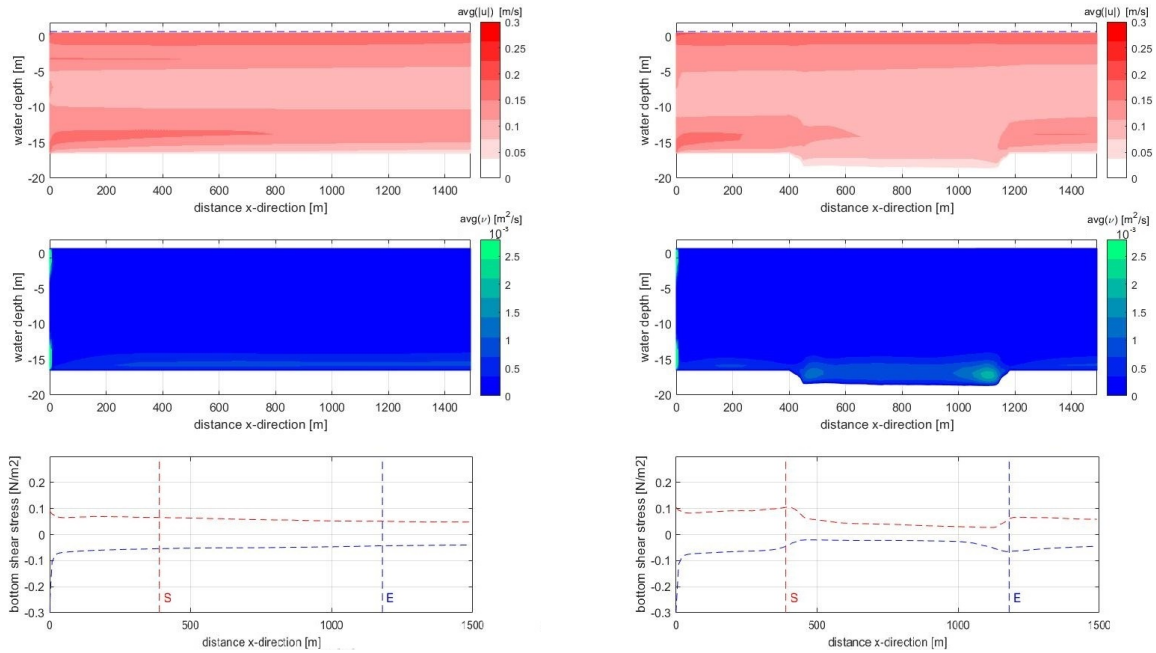 avg(|u|) [m/s]
0.3
0.25
0.2
0.15
0.1
0.05
0
water depth [m]
0
-5
-10
-15
-20
0 200 400 600 800 1000 1200 1400
distance x-direction [m]
avg(|u|) [m/s]
0.3
0.25
0.2
0.15
0.1
0.05
0
water depth [m]
0
-5
-10
-15
-20
0 200 400 600 800 1000 1200 1400
distance x-direction [m]
avg(ν) [m²/s]
10⁻³
2.5
2
1.5
1
0.5
0
water depth [m]
0
-5
-10
-15
-20
0 200 400 600 800 1000 1200 1400
distance x-direction [m]
avg(ν) [m²/s]
10⁻³
2.5
2
1.5
1
0.5
0
water depth [m]
0
-5
-10
-15
-20
0 200 400 600 800 1000 1200 1400
distance x-direction [m]
bottom shear stress [N/m2]
0.2
0.1
0
-0.1
-0.2
-0.3
S
E
0 500 1000 1500
distance x-direction [m]
bottom shear stress [N/m2]
0.2
0.1
0
-0.1
-0.2
-0.3
S
E
0 500 1000 1500
distance x-direction [m]